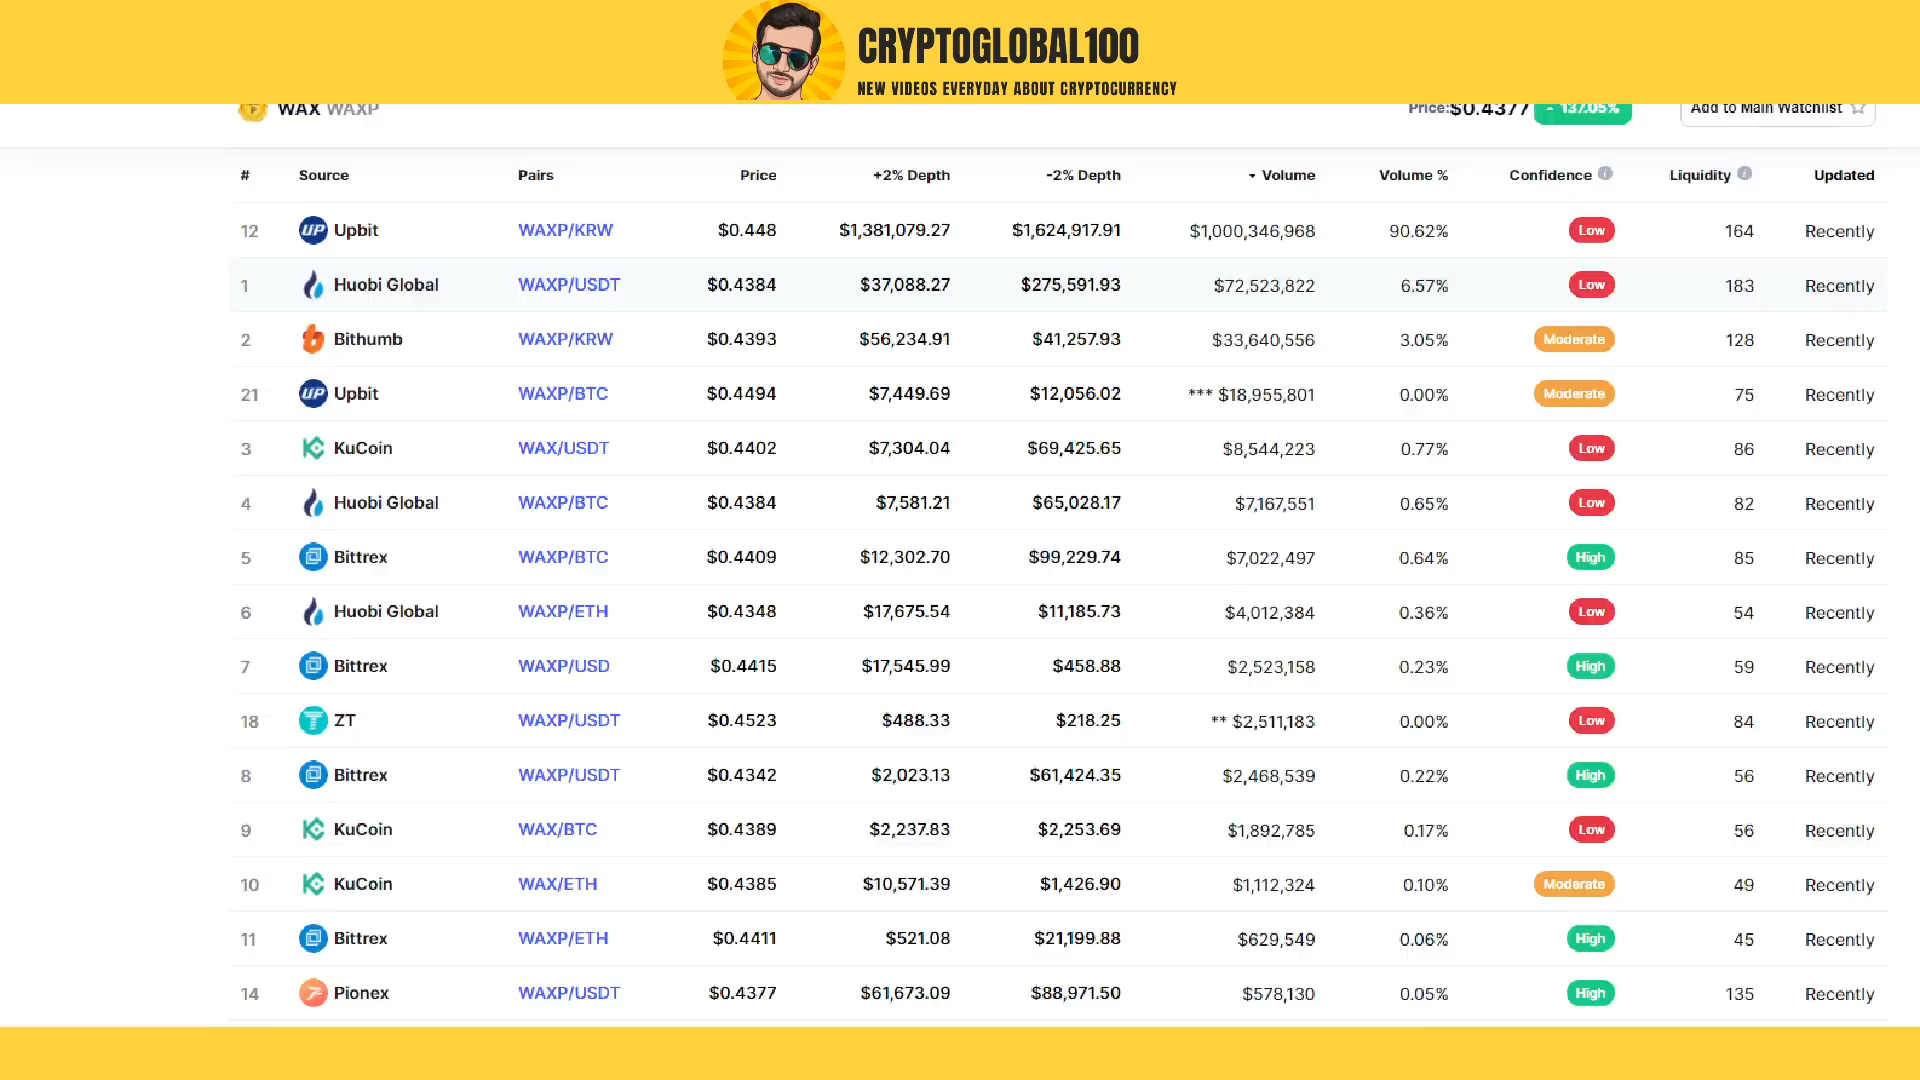 CRYPTOGLOBAL100
NEW VIDEOS EVERYDAY ABOUT CRYPTOCURRENCY
WAX WAXP Price:$0.4377 137.05% Add to Main Watchlist
# Source Pairs Price +2% Depth -2% Depth Volume Volume % Confidence Liquidity Updated
12 UP Upbit WAXP/KRW $0.448 $1,381,079.27 $1,624,917.91 $1,000,346,968 90.62% Low 164 Recently
1 Huobi Global WAXP/USDT $0.4384 $37,088.27 $275,591.93 $72,523,822 6.57% Low 183 Recently
2 Bithumb WAXP/KRW $0.4393 $56,234.91 $41,257.93 $33,640,556 3.05% Moderate 128 Recently
21 UP Upbit WAXP/BTC $0.4494 $7,449.69 $12,056.02 *** $18,955,801 0.00% Moderate 75 Recently
3 KuCoin WAX/USDT $0.4402 $7,304.04 $69,425.65 $8,544,223 0.77% Low 86 Recently
4 Huobi Global WAXP/BTC $0.4384 $7,581.21 $65,028.17 $7,167,551 0.65% Low 82 Recently
5 Bittrex WAXP/BTC $0.4409 $12,302.70 $99,229.74 $7,022,497 0.64% High 85 Recently
6 Huobi Global WAXP/ETH $0.4348 $17,675.54 $11,185.73 $4,012,384 0.36% Low 54 Recently
7 Bittrex WAXP/USD $0.4415 $17,545.99 $458.88 $2,523,158 0.23% High 59 Recently
18 ZT WAXP/USDT $0.4523 $488.33 $218.25 ** $2,511,183 0.00% Low 84 Recently
8 Bittrex WAXP/USDT $0.4342 $2,023.13 $61,424.35 $2,468,539 0.22% High 56 Recently
9 KuCoin WAX/BTC $0.4389 $2,237.83 $2,253.69 $1,892,785 0.17% Low 56 Recently
10 KuCoin WAX/ETH $0.4385 $10,571.39 $1,426.90 $1,112,324 0.10% Moderate 49 Recently
11 Bittrex WAXP/ETH $0.4411 $521.08 $21,199.88 $629,549 0.06% High 45 Recently
14 Pionex WAXP/USDT $0.4377 $61,673.09 $88,971.50 $578,130 0.05% High 135 Recently